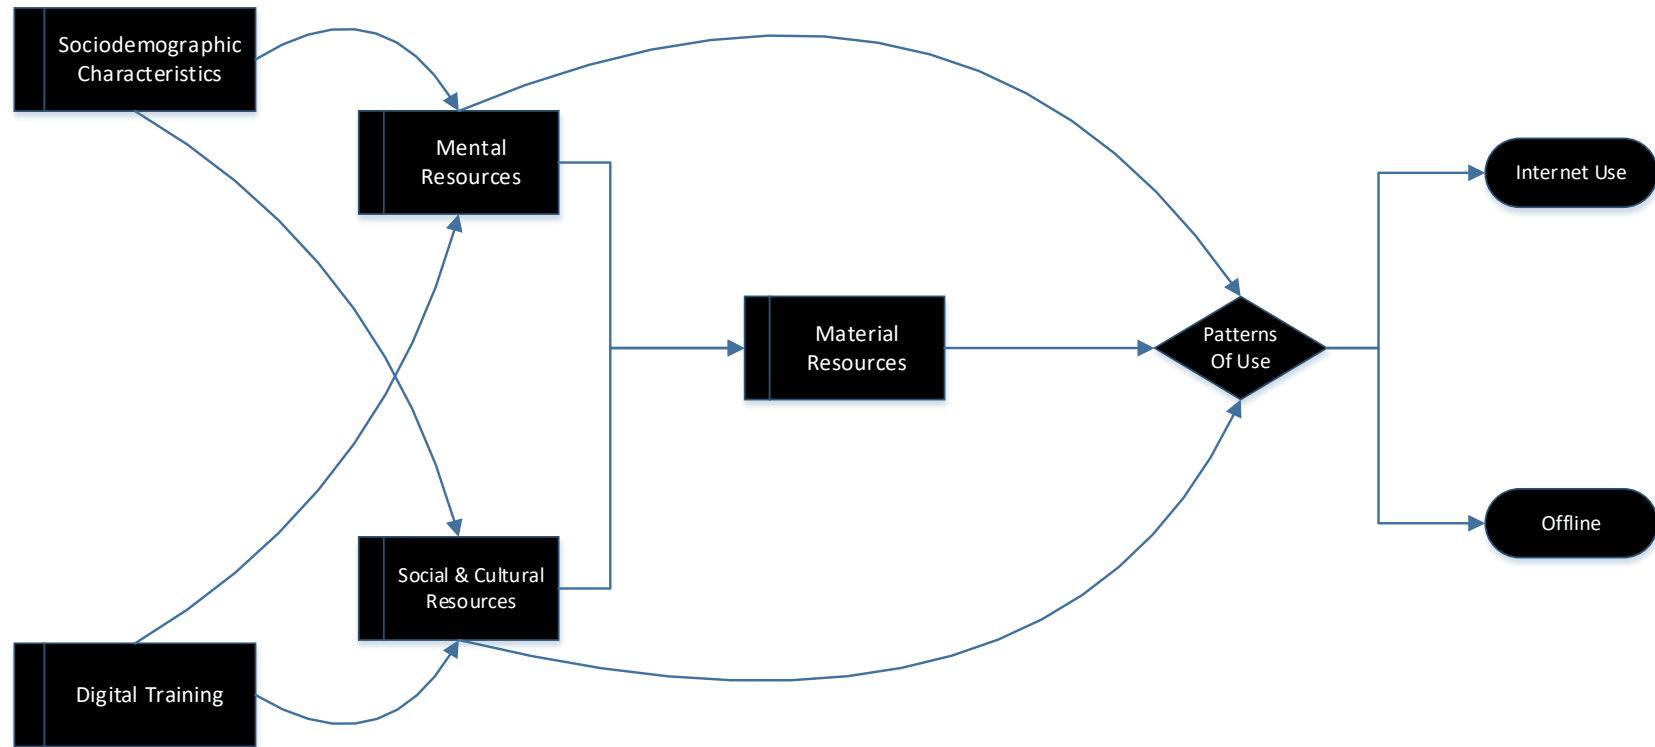 Sociodemographic
Characteristics
Mental
Resources
Internet Use
Material
Resources
Patterns
Of Use
Offline
Social & Cultural
Resources
Digital Training